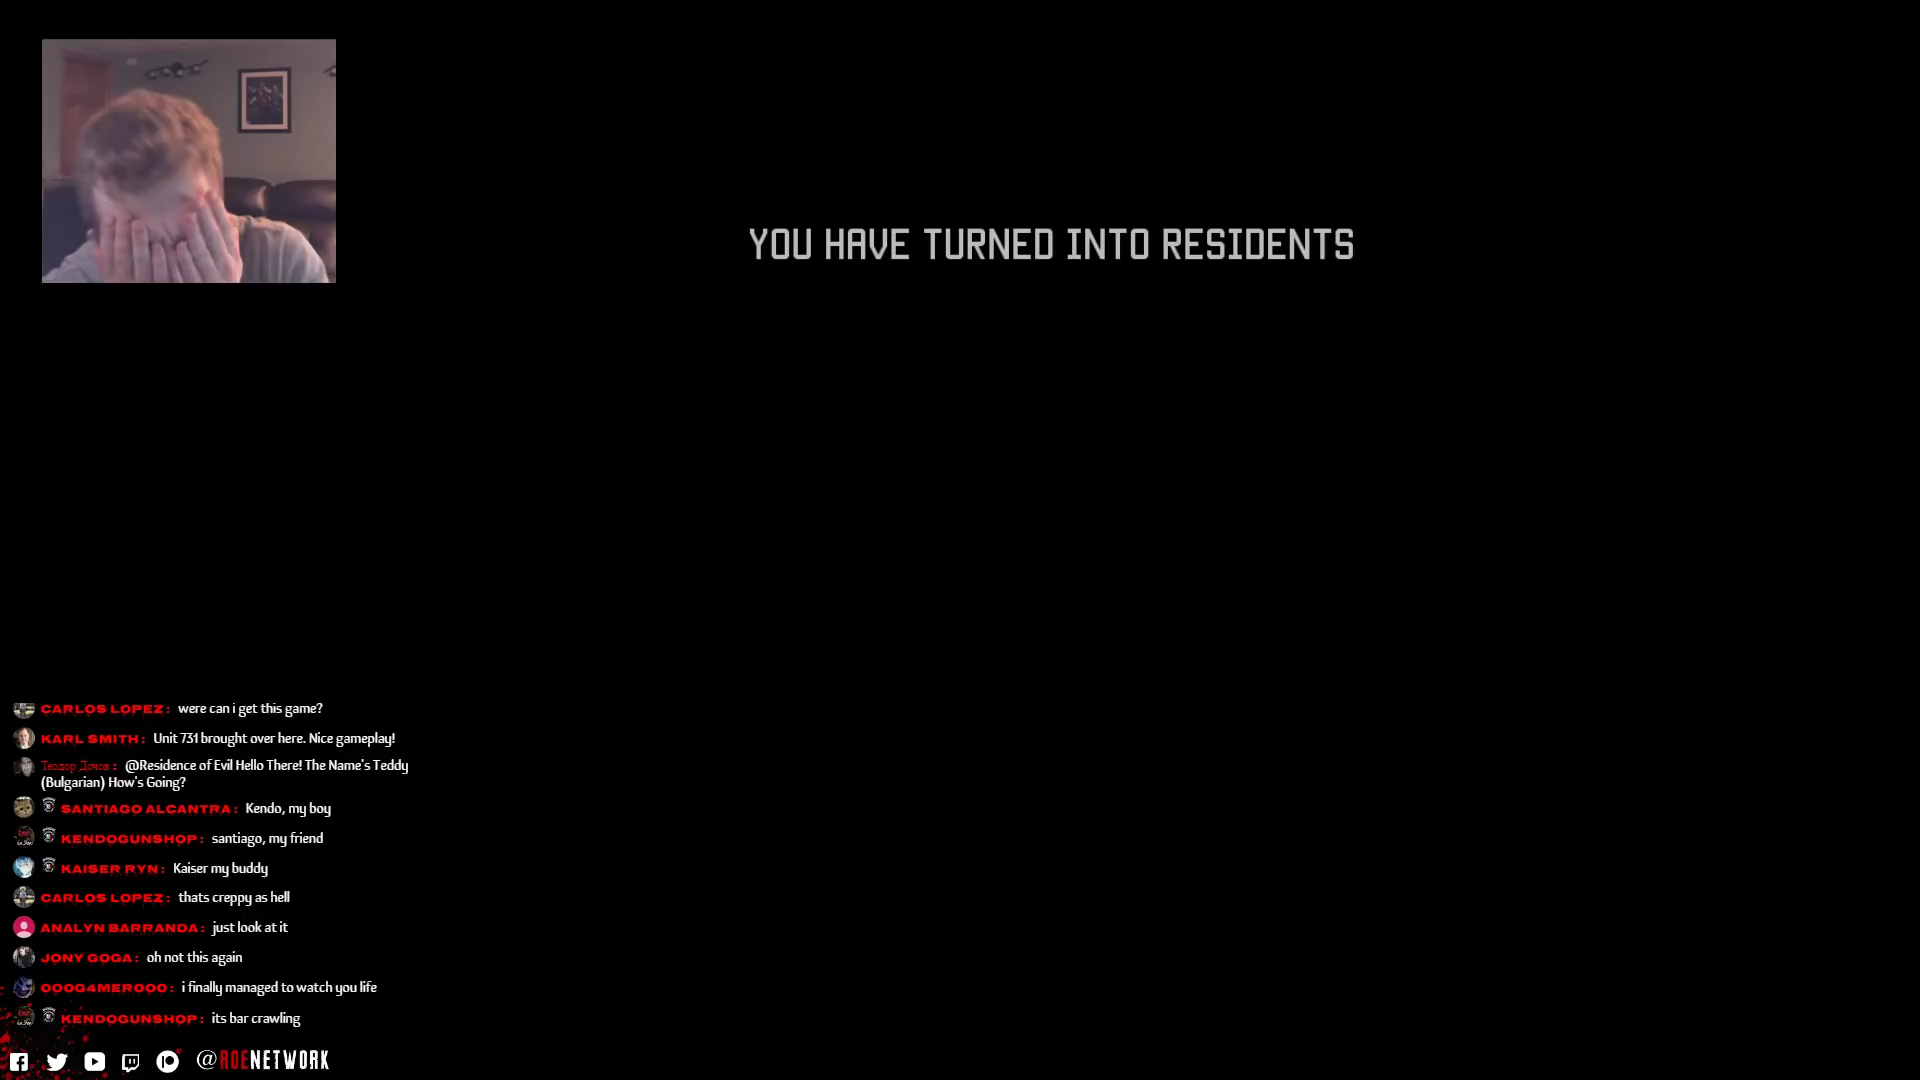 YOU HAVE TURNED INTO RESIDENTS
CARLOS LOPEZ: were can i get this game?
KARL SMITH: Unit 731 brought over here. Nice gameplay!
Теодор Дочов: @Residence of Evil Hello There! The Name's Teddy
(Bulgarian) How's Going?
SANTIAGO ALCANTRA: Kendo, my boy
KENDOGUNSHOP: santiago, my friend
KAISER RYN: Kaiser my buddy
CARLOS LOPEZ: thats creppy as hell
ANALYN BARRANDA: just look at it
JONY GOGA: oh not this again
OOOG4MEROOO: i finally managed to watch you life
KENDOGUNSHOP: its bar crawling
@ROENETWORK